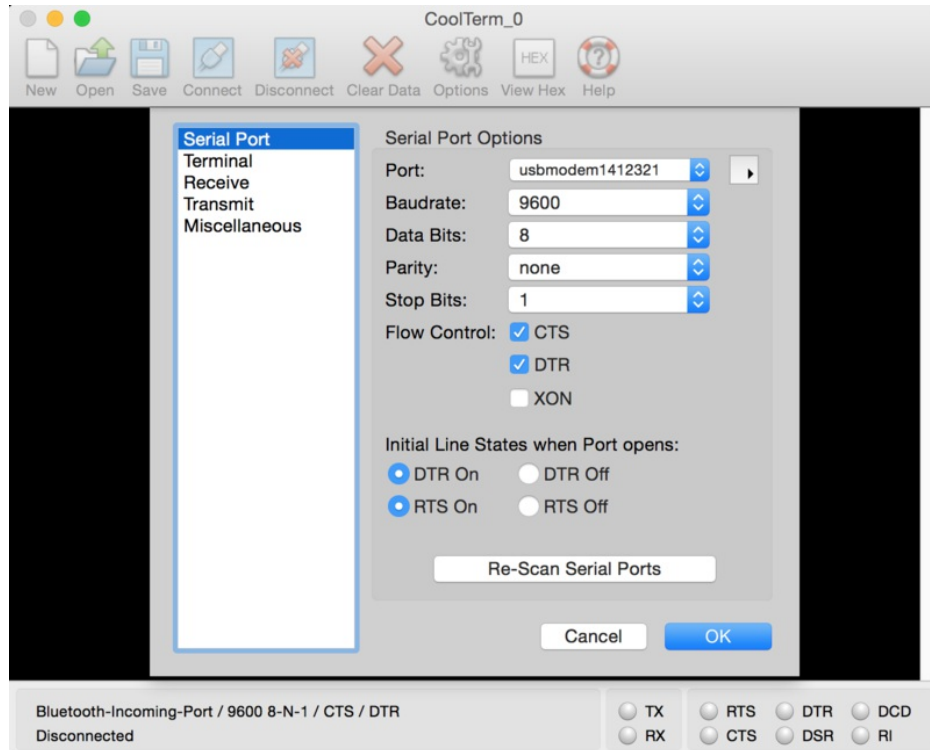 CoolTerm_0
New Open Save Connect Disconnect Clear Data Options View Hex Help
HEX
Serial Port
Terminal
Receive
Transmit
Miscellaneous
Serial Port Options
Port: usbmodem1412321
Baudrate: 9600
Data Bits: 8
Parity: none
Stop Bits: 1
Flow Control: CTS
DTR
XON
Initial Line States when Port opens:
DTR On DTR Off
RTS On RTS Off
Re-Scan Serial Ports
Cancel OK
Bluetooth-Incoming-Port / 9600 8-N-1 / CTS / DTR
Disconnected
TX RTS DTR DCD
RX CTS DSR RI